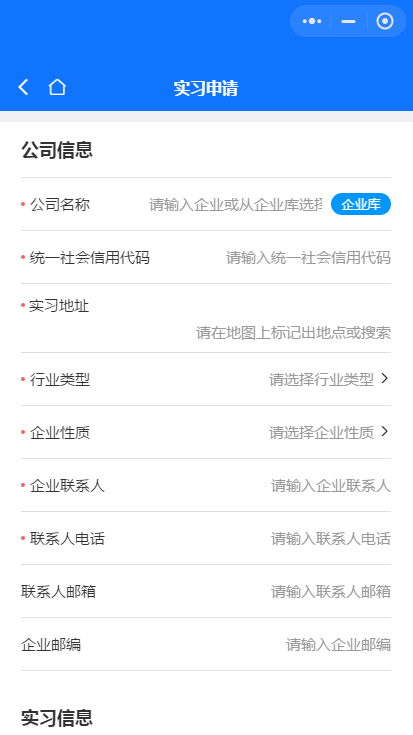 实习申请
公司信息
公司名称 请输入企业或从企业库选择 企业库
统一社会信用代码 请输入统一社会信用代码
实习地址
请在地图上标记出地点或搜索
行业类型 请选择行业类型
企业性质 请选择企业性质
企业联系人 请输入企业联系人
联系人电话 请输入联系人电话
联系人邮箱 请输入联系人邮箱
企业邮编 请输入企业邮编
实习信息